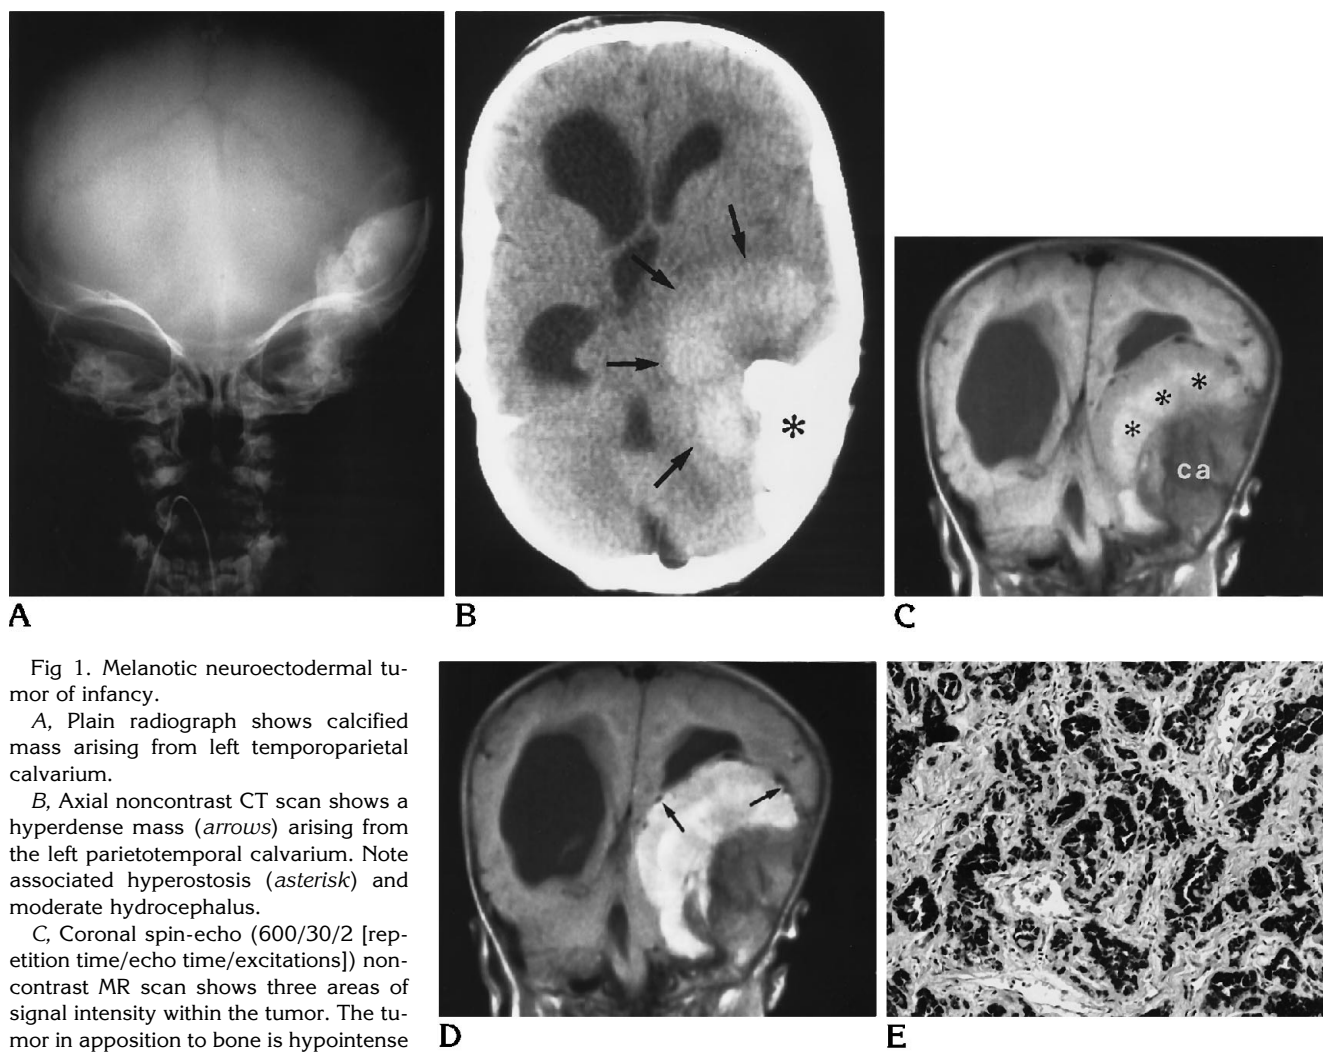 A
B
*
C
* * *
ca
Fig 1. Melanotic neuroectodermal tu-
mor of infancy.
A, Plain radiograph shows calcified
mass arising from left temporoparietal
calvarium.
B, Axial noncontrast CT scan shows a
hyperdense mass (arrows) arising from
the left parietotemporal calvarium. Note
associated hyperostosis (asterisk) and
moderate hydrocephalus.
C, Coronal spin-echo (600/30/2 [rep-
etition time/echo time/excitations]) non-
contrast MR scan shows three areas of
signal intensity within the tumor. The tu-
mor in apposition to bone is hypointense
D
E